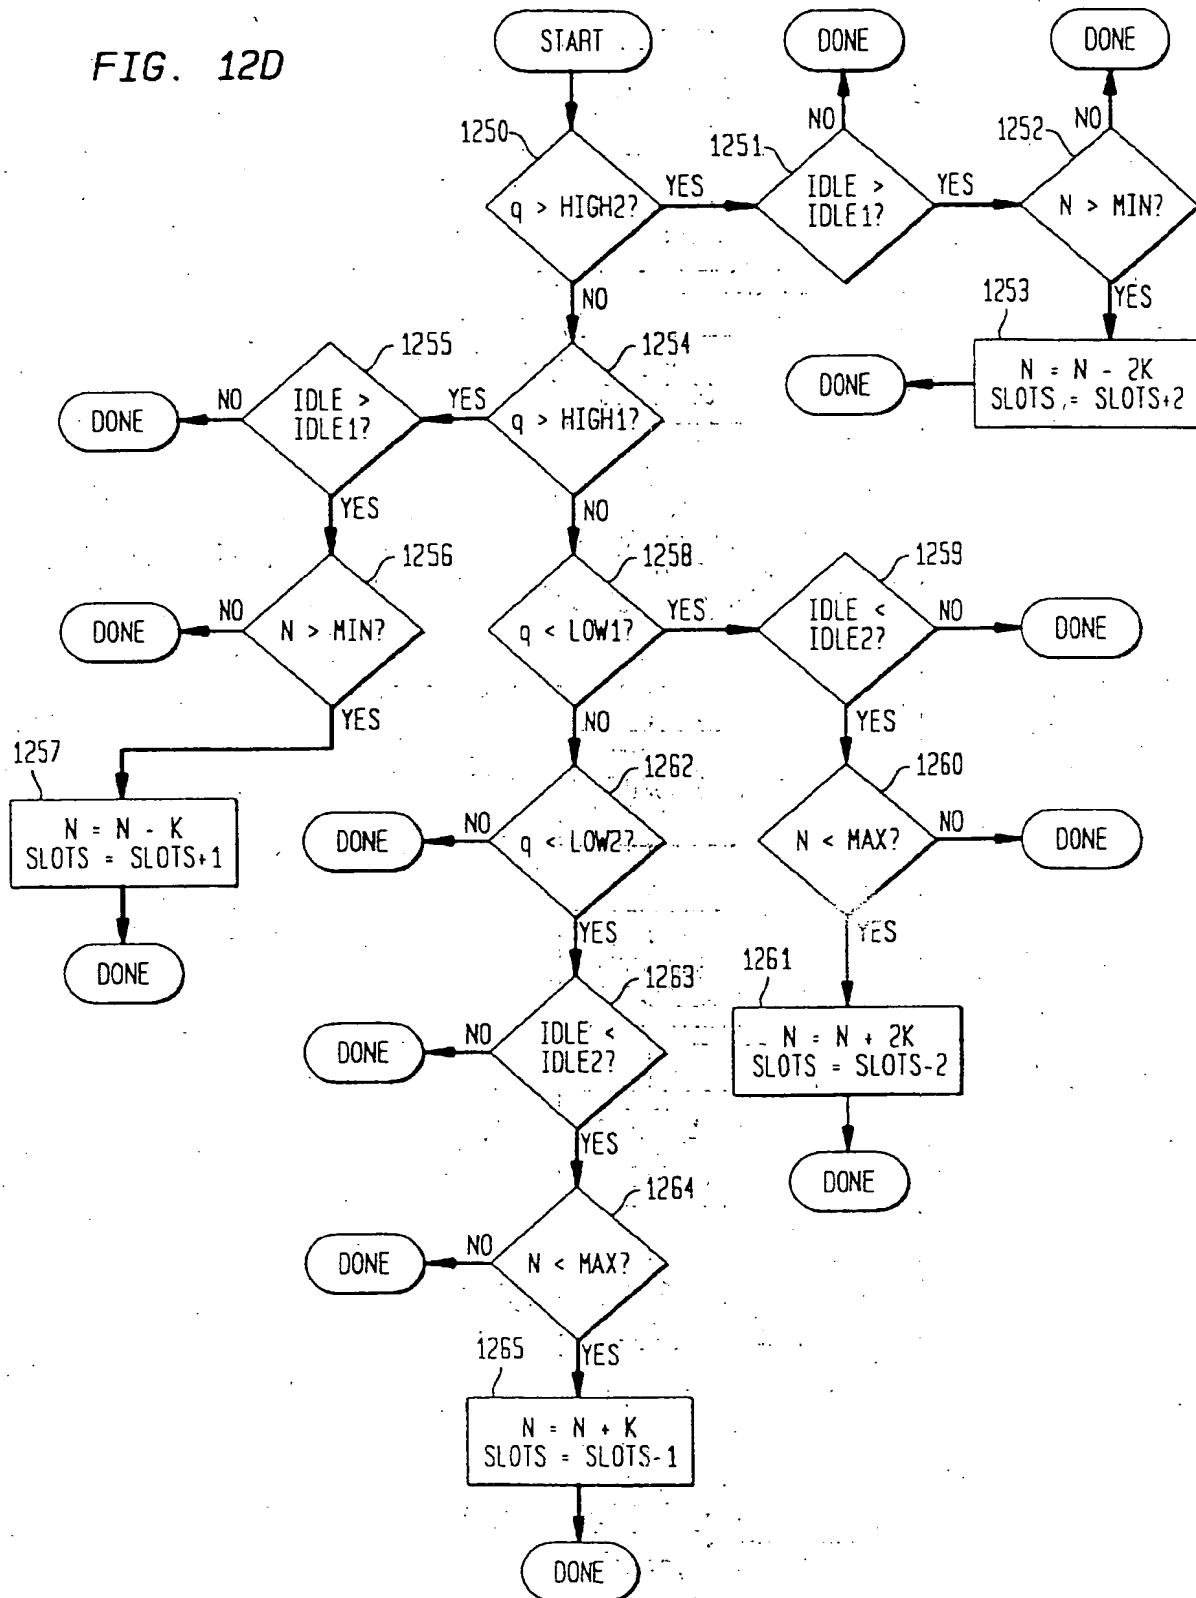 FIG. 12D
START
DONE
DONE
1250
q > HIGH2?
YES
NO
1251
IDLE >
IDLE1?
NO
YES
1252
N > MIN?
NO
YES
1253
N = N - 2K
SLOTS = SLOTS+2
DONE
1254
q > HIGH1?
YES
NO
1255
IDLE >
IDLE1?
NO
DONE
YES
1256
N > MIN?
NO
DONE
YES
1257
N = N - K
SLOTS = SLOTS+1
DONE
1258
q < LOW1?
YES
NO
1259
IDLE <
IDLE2?
NO
DONE
YES
1260
N < MAX?
NO
DONE
YES
1261
N = N + 2K
SLOTS = SLOTS-2
DONE
1262
q < LOW2?
NO
DONE
YES
1263
IDLE <
IDLE2?
NO
DONE
YES
1264
N < MAX?
NO
DONE
YES
1265
N = N + K
SLOTS = SLOTS-1
DONE